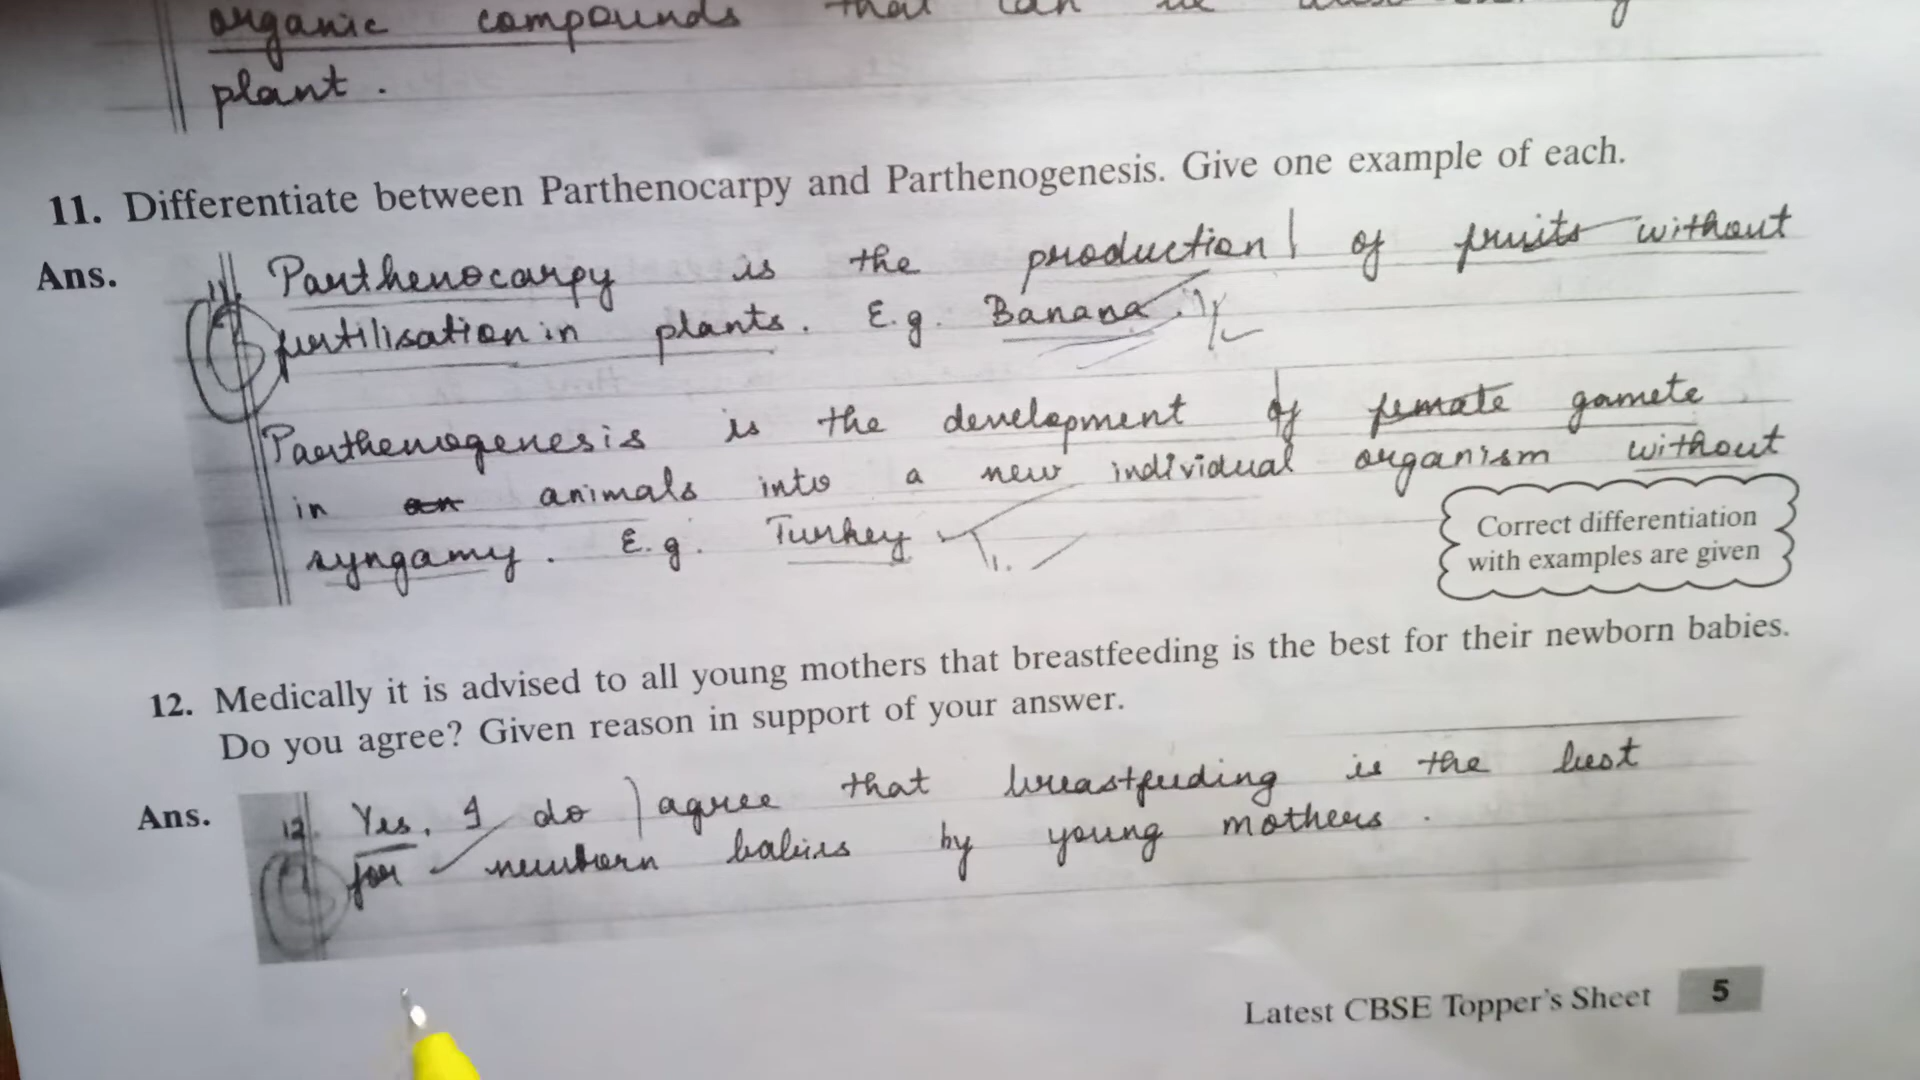 organic compounds that can be
plant.
11. Differentiate between Parthenocarpy and Parthenogenesis. Give one example of each.
Ans. 11. Parthenocarpy is the production of fruits without
fertilisation in plants. E.g. Banana.
Parthenogenesis is the development of female gamete
in an animals into a new individual organism without
syngamy. E.g. Turkey
Correct differentiation
with examples are given
12. Medically it is advised to all young mothers that breastfeeding is the best for their newborn babies.
Do you agree? Given reason in support of your answer.
Ans. 12. Yes, I do agree that breastfeeding is the best
for newborn babies by young mothers.
Latest CBSE Topper's Sheet 5